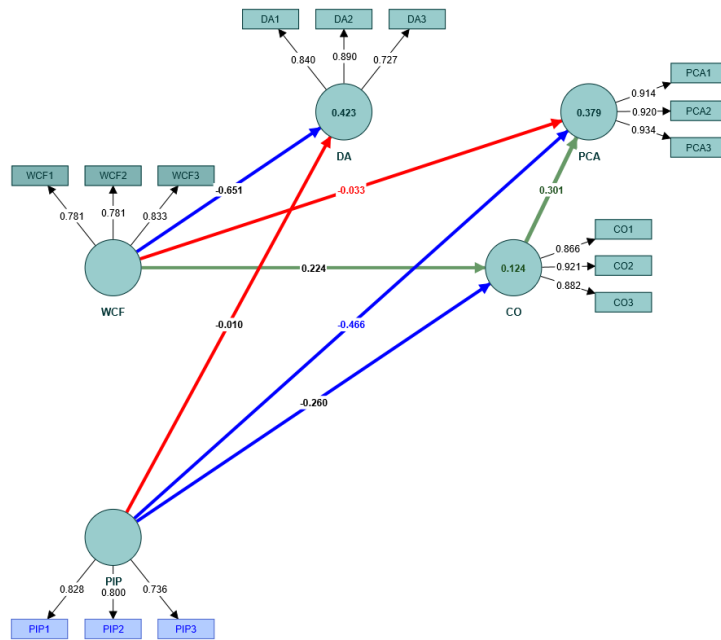 DA1
DA2
DA3
0.840
0.890
0.727
0.423
DA
PCA1
PCA2
PCA3
0.914
0.920
0.934
0.379
PCA
WCF1
WCF2
WCF3
0.781
0.781
0.833
WCF
-0.651
-0.033
0.301
0.224
CO1
CO2
CO3
0.866
0.921
0.882
0.124
CO
-0.010
-0.466
-0.260
PIP
0.828
0.800
0.736
PIP1
PIP2
PIP3